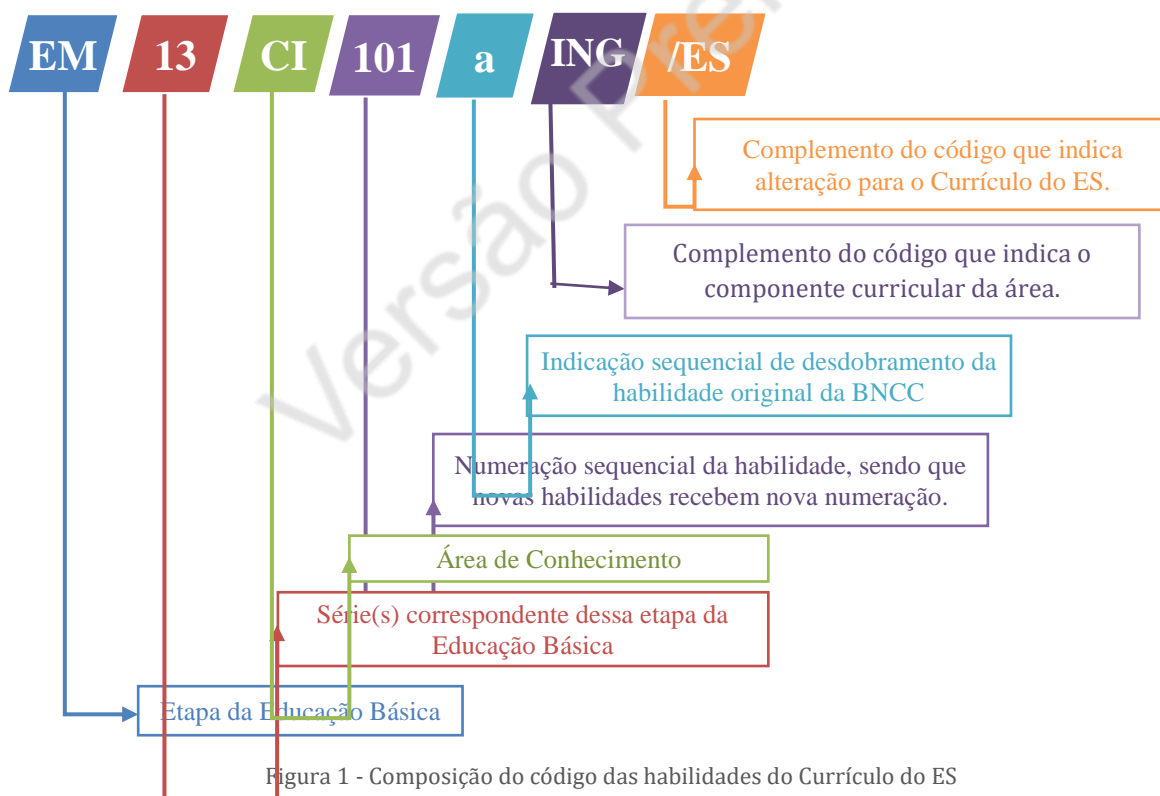 EM 13 CI 101 a ING /ES
Complemento do código que indica
alteração para o Currículo do ES.
Complemento do código que indica o
componente curricular da área.
Indicação sequencial de desdobramento da
habilidade original da BNCC
Numeração sequencial da habilidade, sendo que
novas habilidades recebem nova numeração.
Área de Conhecimento
Série(s) correspondente dessa etapa da
Educação Básica
Etapa da Educação Básica
Figura 1 - Composição do código das habilidades do Currículo do ES
Versão Pre